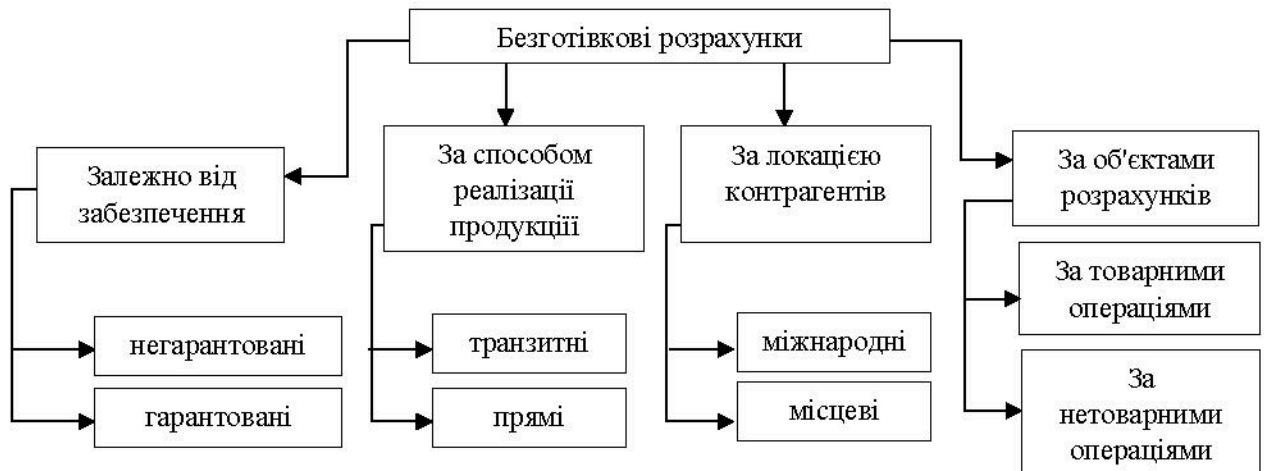 Безготівкові розрахунки
Залежно від
забезпечення
За способом
реалізації
продукціїї
За локацією
контрагентів
За об'єктами
розрахунків
негарантовані
гарантовані
транзитні
прямі
міжнародні
місцеві
За товарними
операціями
За
нетоварними
операціями